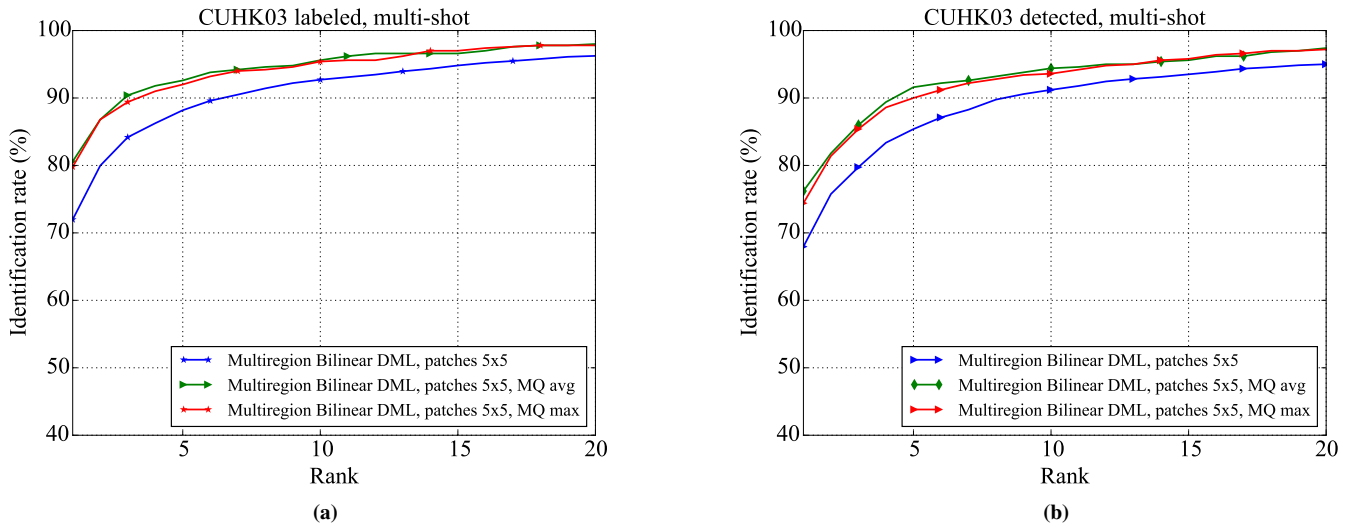 CUHK03 labeled, multi-shot
Identification rate (%)
100
90
80
70
60
50
40
5
10
15
20
Rank
Multiregion Bilinear DML, patches 5x5
Multiregion Bilinear DML, patches 5x5, MQ avg
Multiregion Bilinear DML, patches 5x5, MQ max
(a)
CUHK03 detected, multi-shot
Identification rate (%)
100
90
80
70
60
50
40
5
10
15
20
Rank
Multiregion Bilinear DML, patches 5x5
Multiregion Bilinear DML, patches 5x5, MQ avg
Multiregion Bilinear DML, patches 5x5, MQ max
(b)